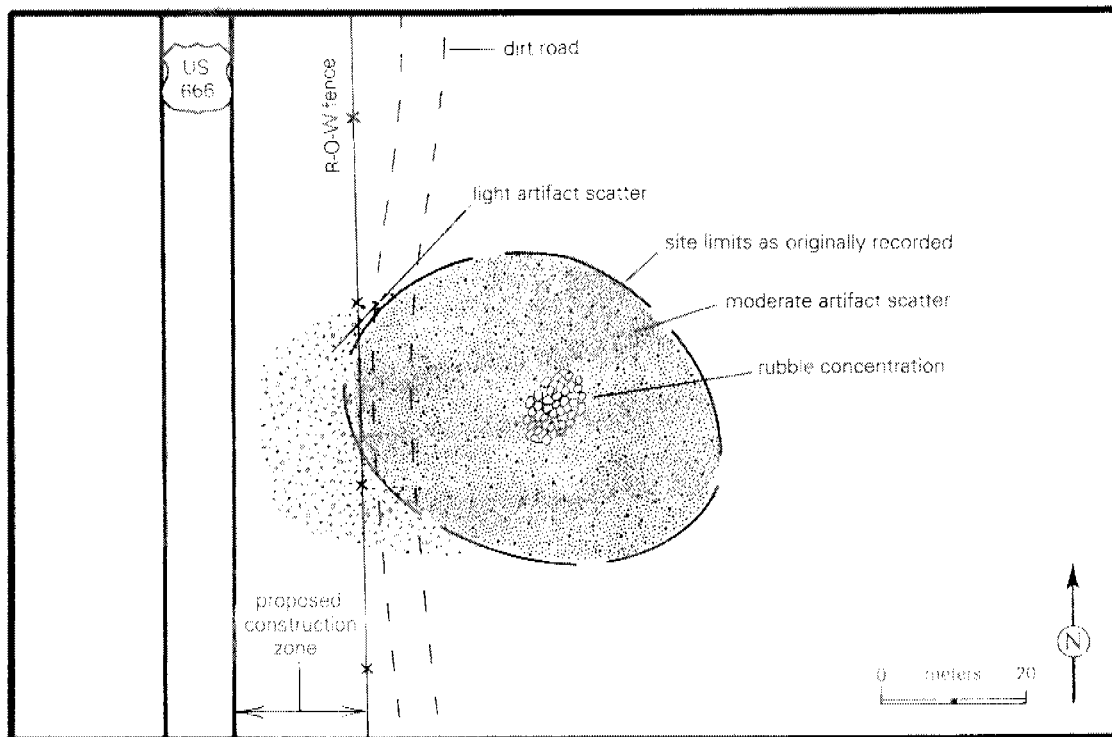 US
666
dirt road
R-O-W fence
light artifact scatter
site limits as originally recorded
moderate artifact scatter
rubble concentration
proposed
construction
zone
0 meters 20
N